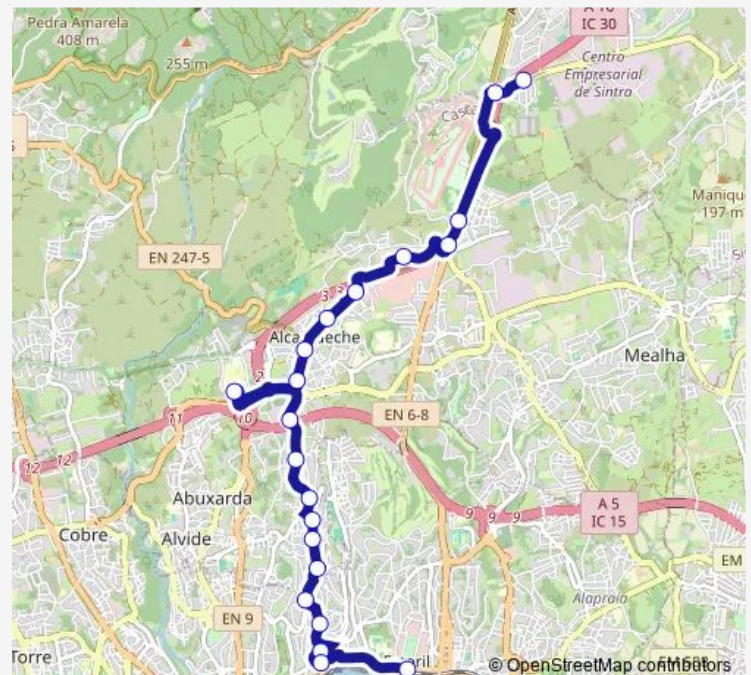 Pedra Amarela
408 m
A 16
IC 30
255 m
Centro
Empresarial
de Sintra
EN 247-5
197 m
3
3
2
Mealha
EN 6-8
11
10
12
12
Abuxarda
9
9
9
A 5
IC 15
Cobre
Alvide
EM
Alapraia
EN 9
Torre
© OpenStreetMap contributors